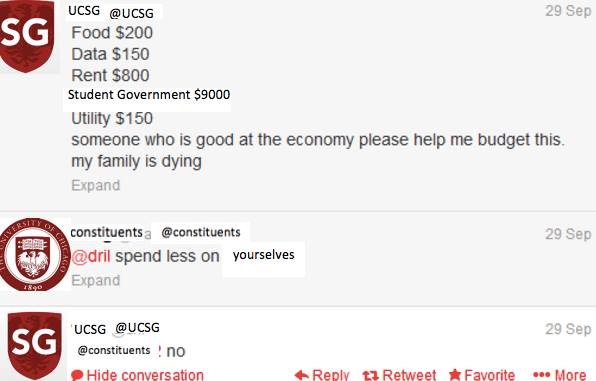 SG
UCSG @UCSG
29 Sep
Food $200
Data $150
Rent $800
Student Government $9000
Utility $150
someone who is good at the economy please help me budget this.
my family is dying
Expand
THE UNIVERSITY OF CHICAGO
1890
constituents @constituents
29 Sep
@dril spend less on yourselves
Expand
SG
UCSG @UCSG
29 Sep
@constituents no
Hide conversation Reply Retweet Favorite More